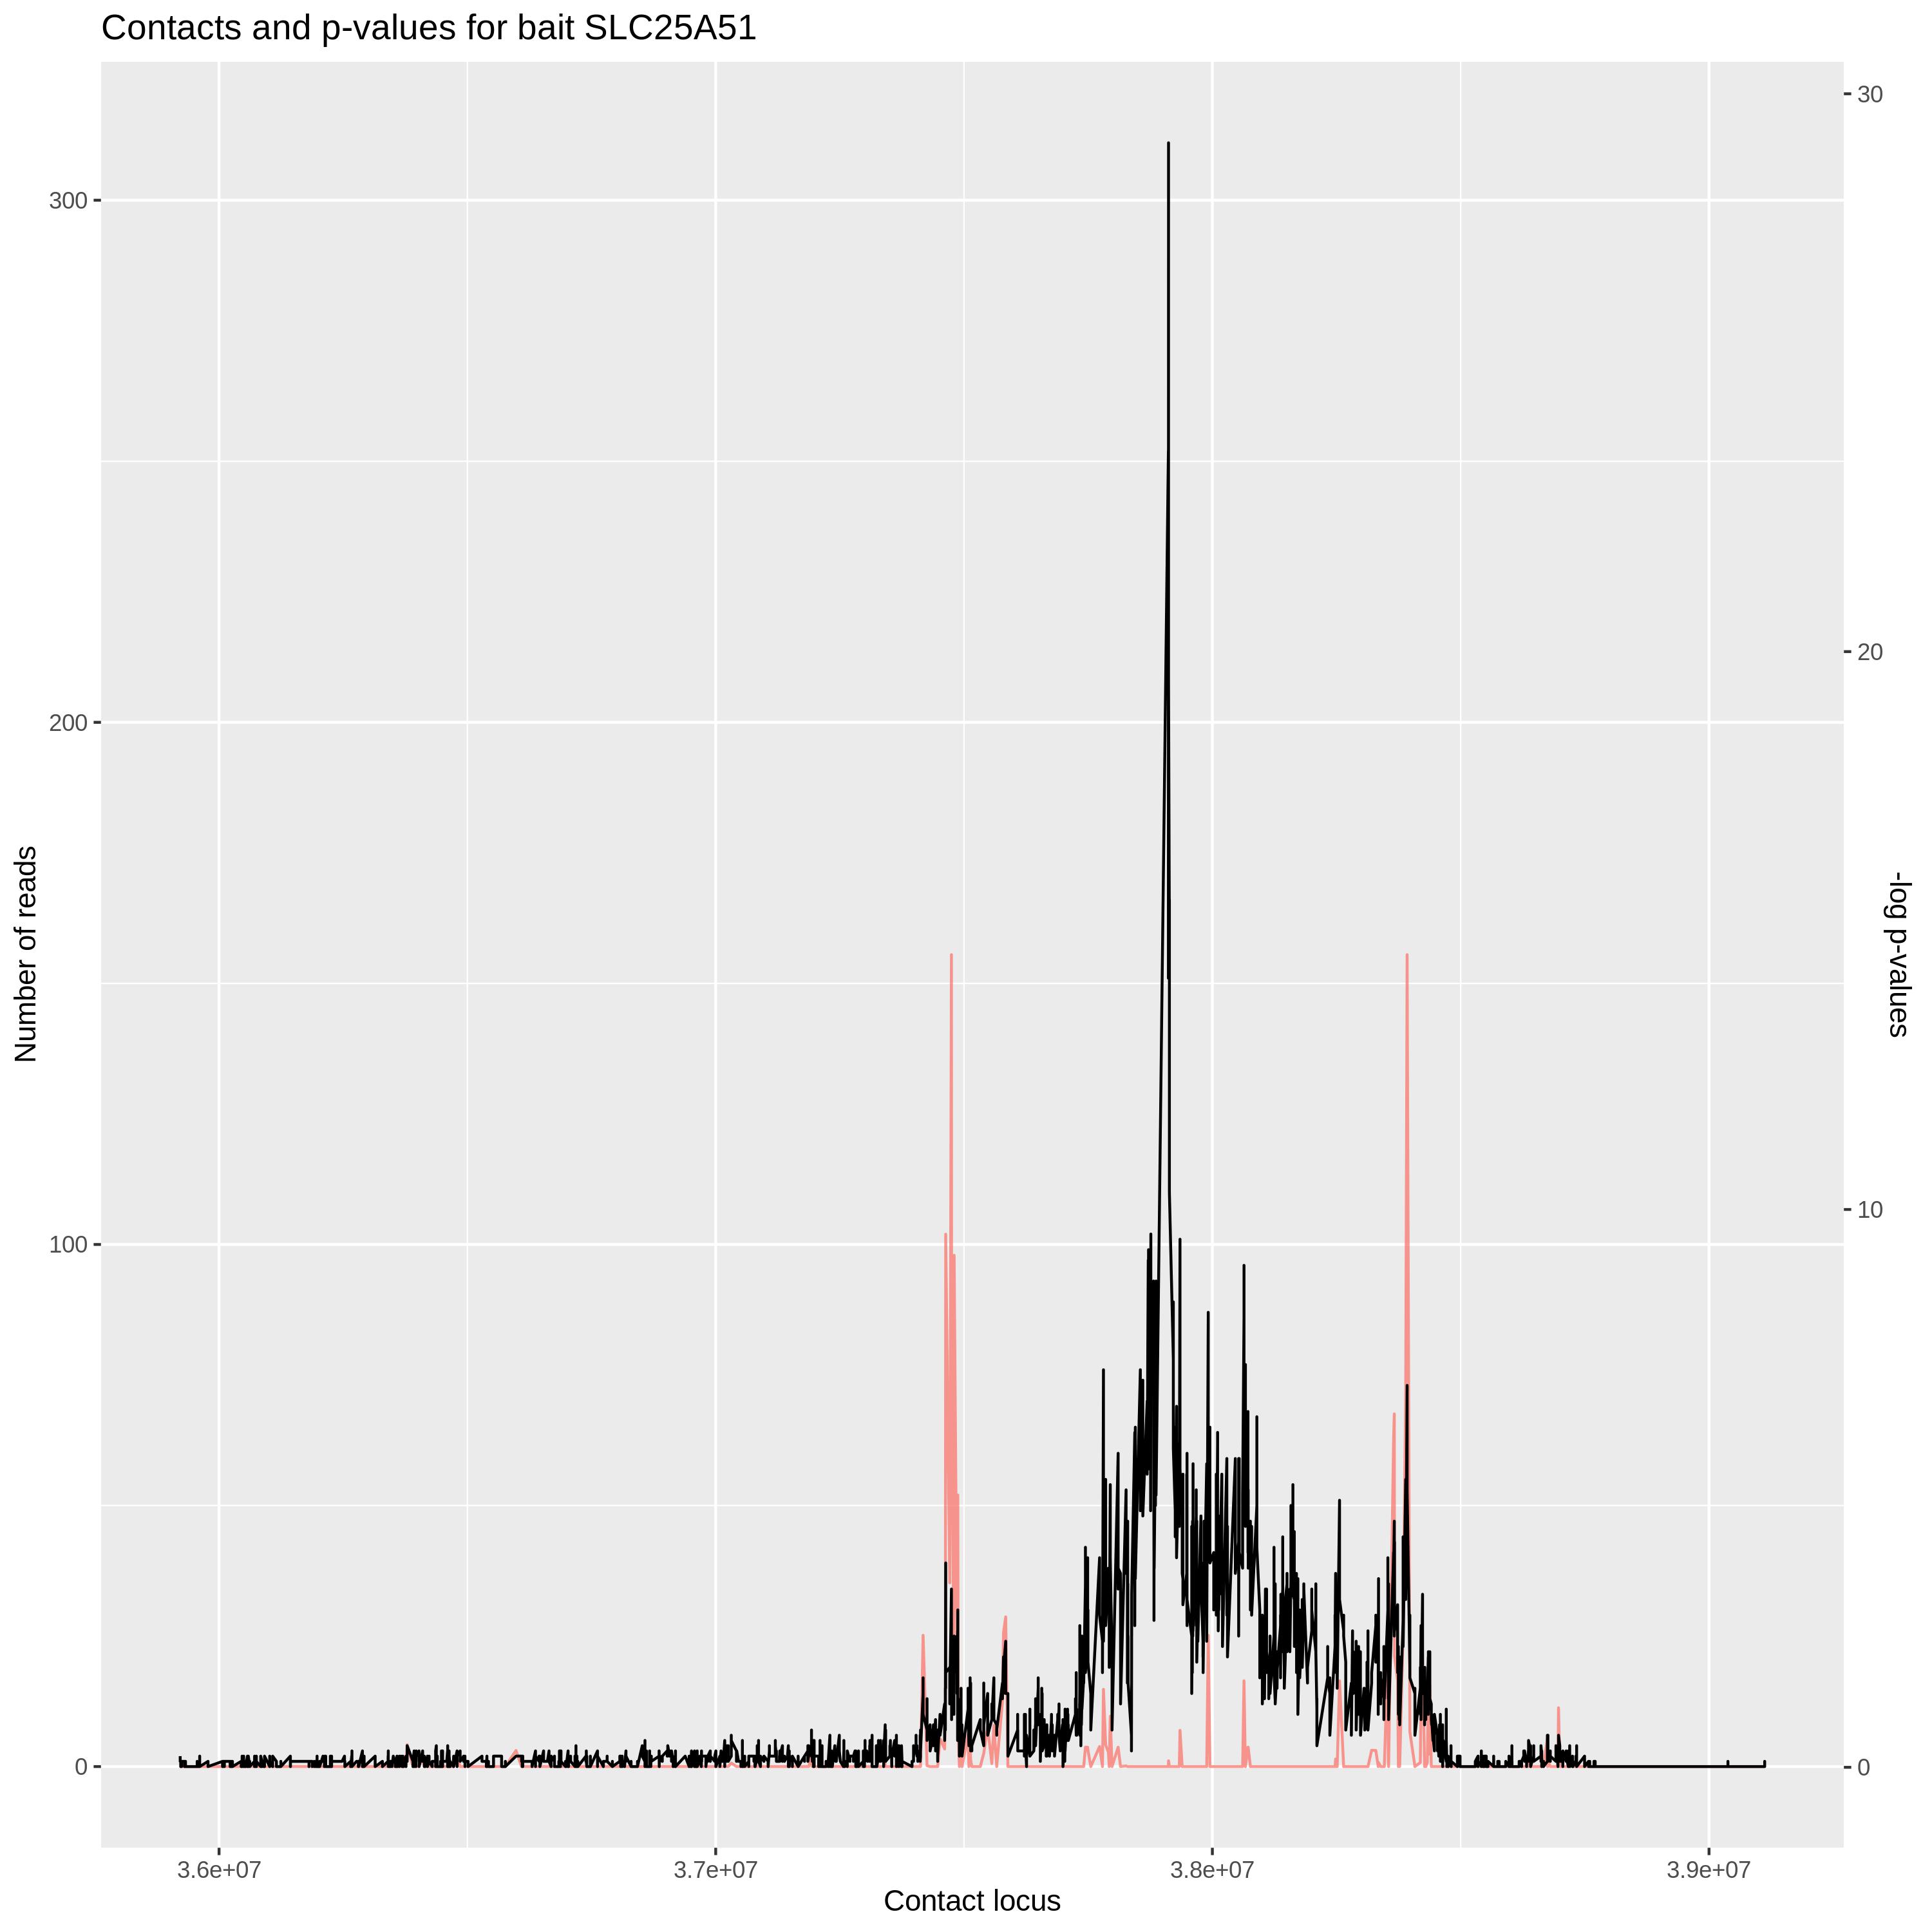 Contacts and p-values for bait SLC25A51
Number of reads
300
200
100
0
30
20
10
0
-log p-values
3.6e+07
3.7e+07
3.8e+07
3.9e+07
Contact locus